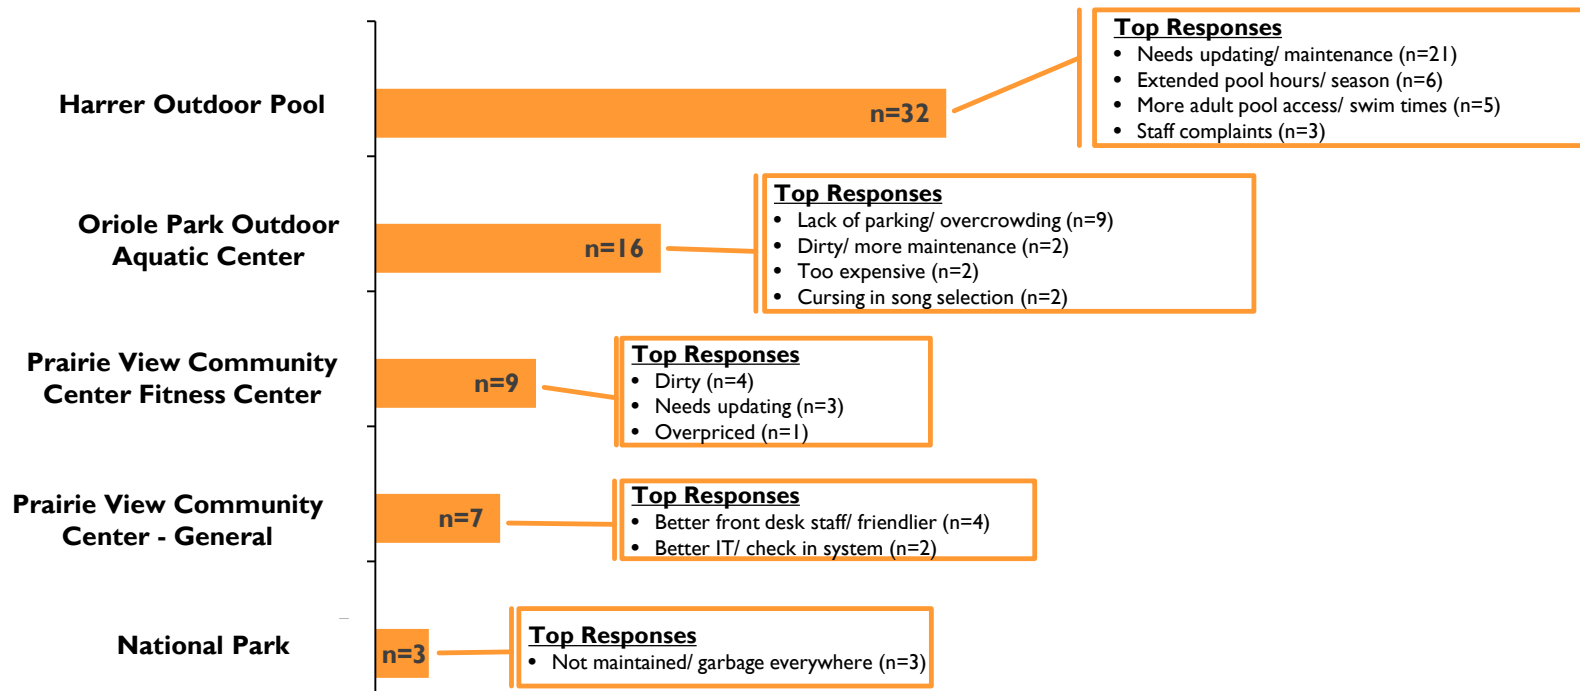 Harrer Outdoor Pool
n=32
Top Responses
• Needs updating/ maintenance (n=21)
• Extended pool hours/ season (n=6)
• More adult pool access/ swim times (n=5)
• Staff complaints (n=3)
Oriole Park Outdoor
Aquatic Center
n=16
Top Responses
• Lack of parking/ overcrowding (n=9)
• Dirty/ more maintenance (n=2)
• Too expensive (n=2)
• Cursing in song selection (n=2)
Prairie View Community
Center Fitness Center
n=9
Top Responses
• Dirty (n=4)
• Needs updating (n=3)
• Overpriced (n=1)
Prairie View Community
Center - General
n=7
Top Responses
• Better front desk staff/ friendlier (n=4)
• Better IT/ check in system (n=2)
National Park
n=3
Top Responses
• Not maintained/ garbage everywhere (n=3)